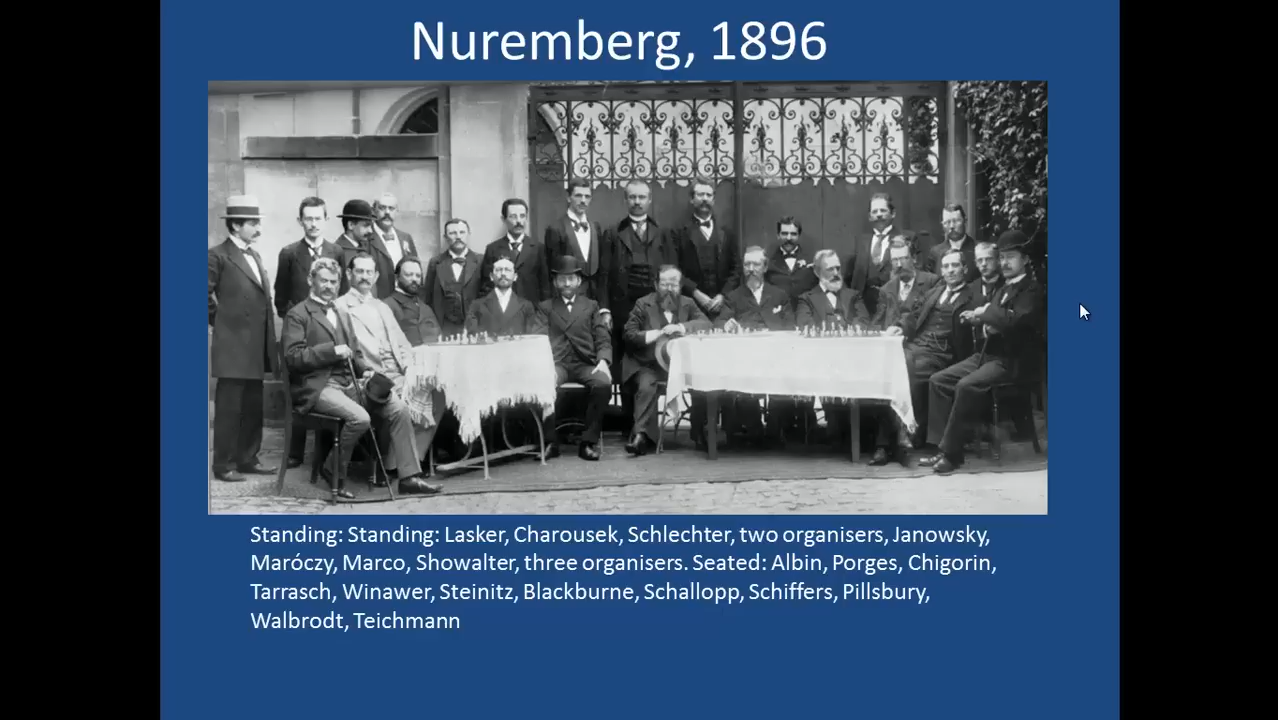 Nuremberg, 1896
Standing: Standing: Lasker, Charousek, Schlechter, two organisers, Janowsky,
Maróczy, Marco, Showalter, three organisers. Seated: Albin, Porges, Chigorin,
Tarrasch, Winawer, Steinitz, Blackburne, Schallopp, Schiffers, Pillsbury,
Walbrodt, Teichmann